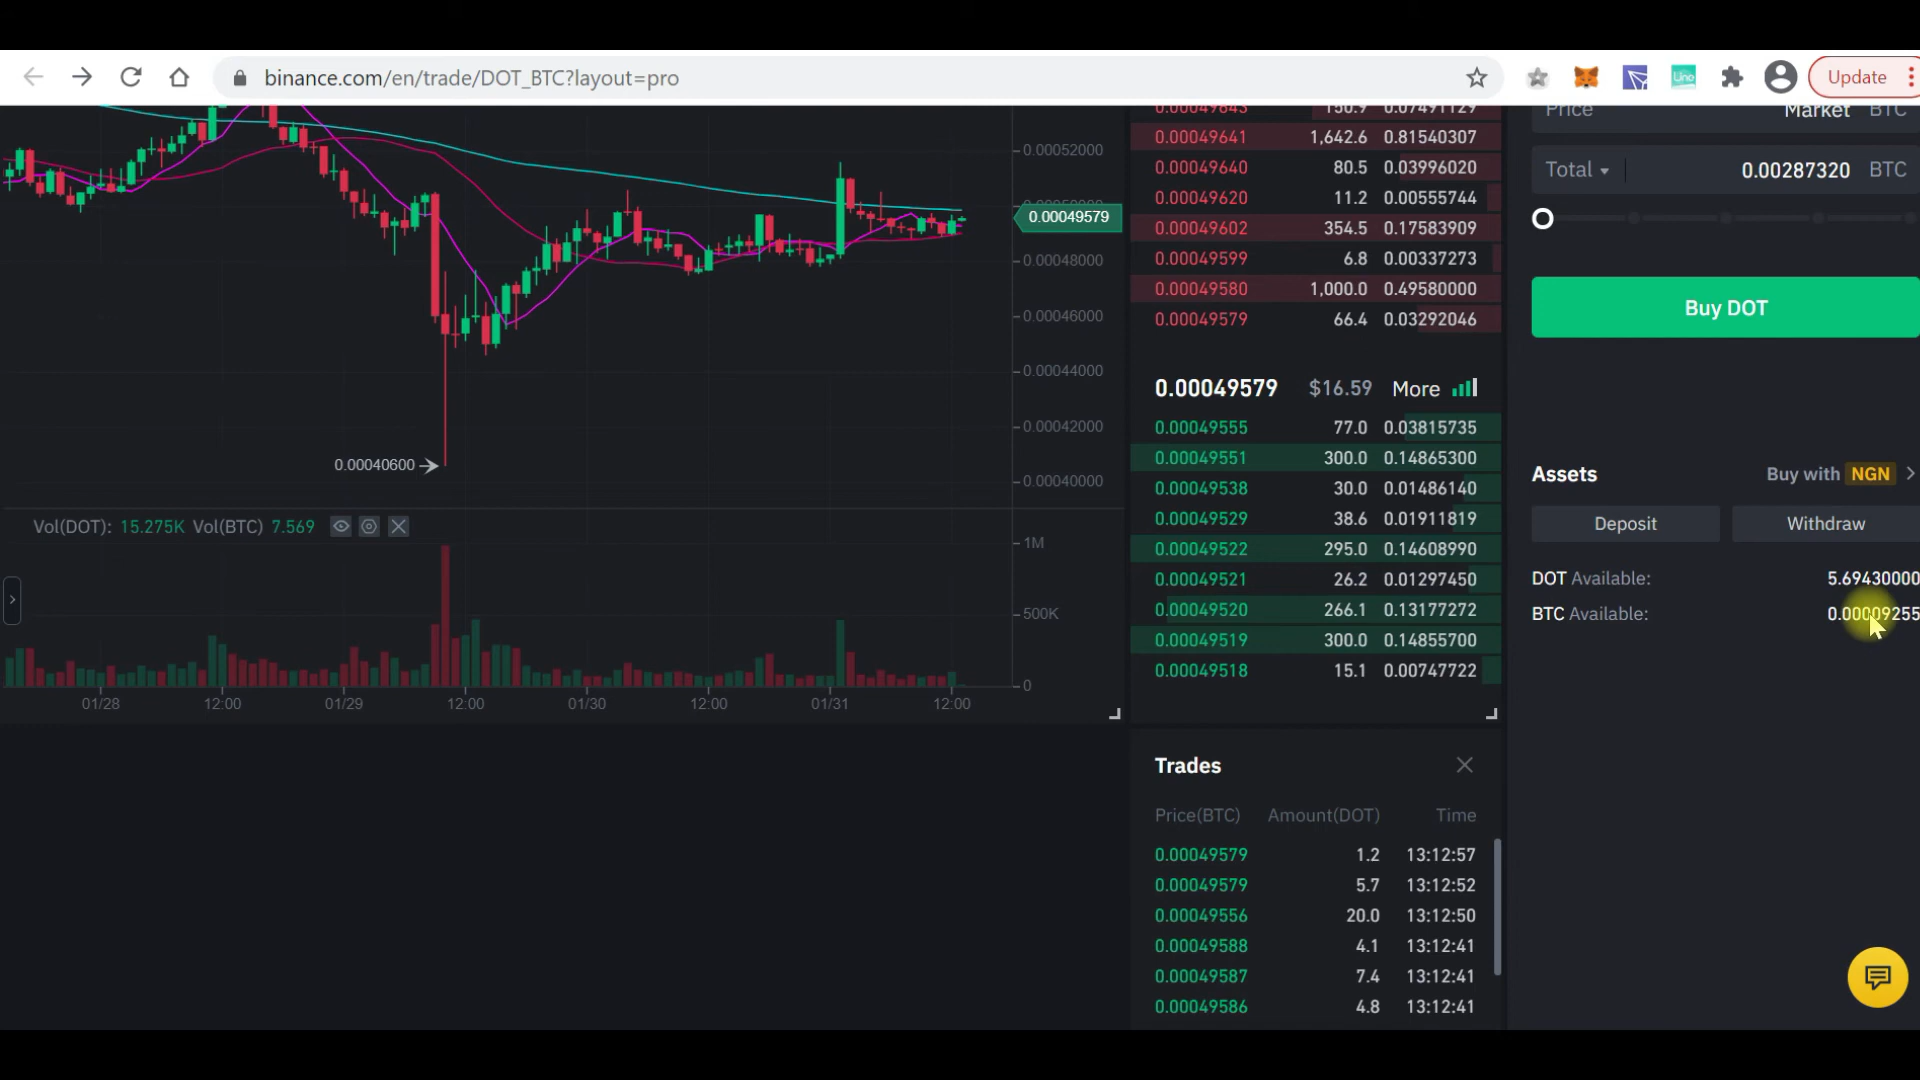 binance.com/en/trade/DOT_BTC?layout=pro
Uno
Update
0.00052000
0.00049579
0.00048000
0.00046000
0.00044000
0.00042000
0.00040000
0.00040600
Vol(DOT): 15.275K Vol(BTC) 7.569
1M
500K
0
01/28 12:00 01/29 12:00 01/30 12:00 01/31 12:00
0.00049643 150.9 0.07491129
0.00049641 1,642.6 0.81540307
0.00049640 80.5 0.03996020
0.00049620 11.2 0.00555744
0.00049602 354.5 0.17583909
0.00049599 6.8 0.00337273
0.00049580 1,000.0 0.49580000
0.00049579 66.4 0.03292046
0.00049579 $16.59 More
0.00049555 77.0 0.03815735
0.00049551 300.0 0.14865300
0.00049538 30.0 0.01486140
0.00049529 38.6 0.01911819
0.00049522 295.0 0.14608990
0.00049521 26.2 0.01297450
0.00049520 266.1 0.13177272
0.00049519 300.0 0.14855700
0.00049518 15.1 0.00747722
Trades
Price(BTC) Amount(DOT) Time
0.00049579 1.2 13:12:57
0.00049579 5.7 13:12:52
0.00049556 20.0 13:12:50
0.00049588 4.1 13:12:41
0.00049587 7.4 13:12:41
0.00049586 4.8 13:12:41
Price Market BTC
Total 0.00287320 BTC
Buy DOT
Assets Buy with NGN
Deposit Withdraw
DOT Available: 5.69430000
BTC Available: 0.00009255